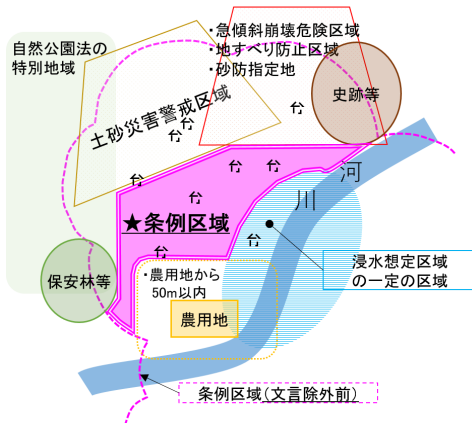 自然公園法の
特別地域
・急傾斜崩壊危険区域
・地すべり防止区域
・砂防指定地
史跡等
土砂災害警戒区域
河
川
★条例区域
保安林等
・農用地から
50m以内
農用地
浸水想定区域
の一定の区域
条例区域(文言除外前)